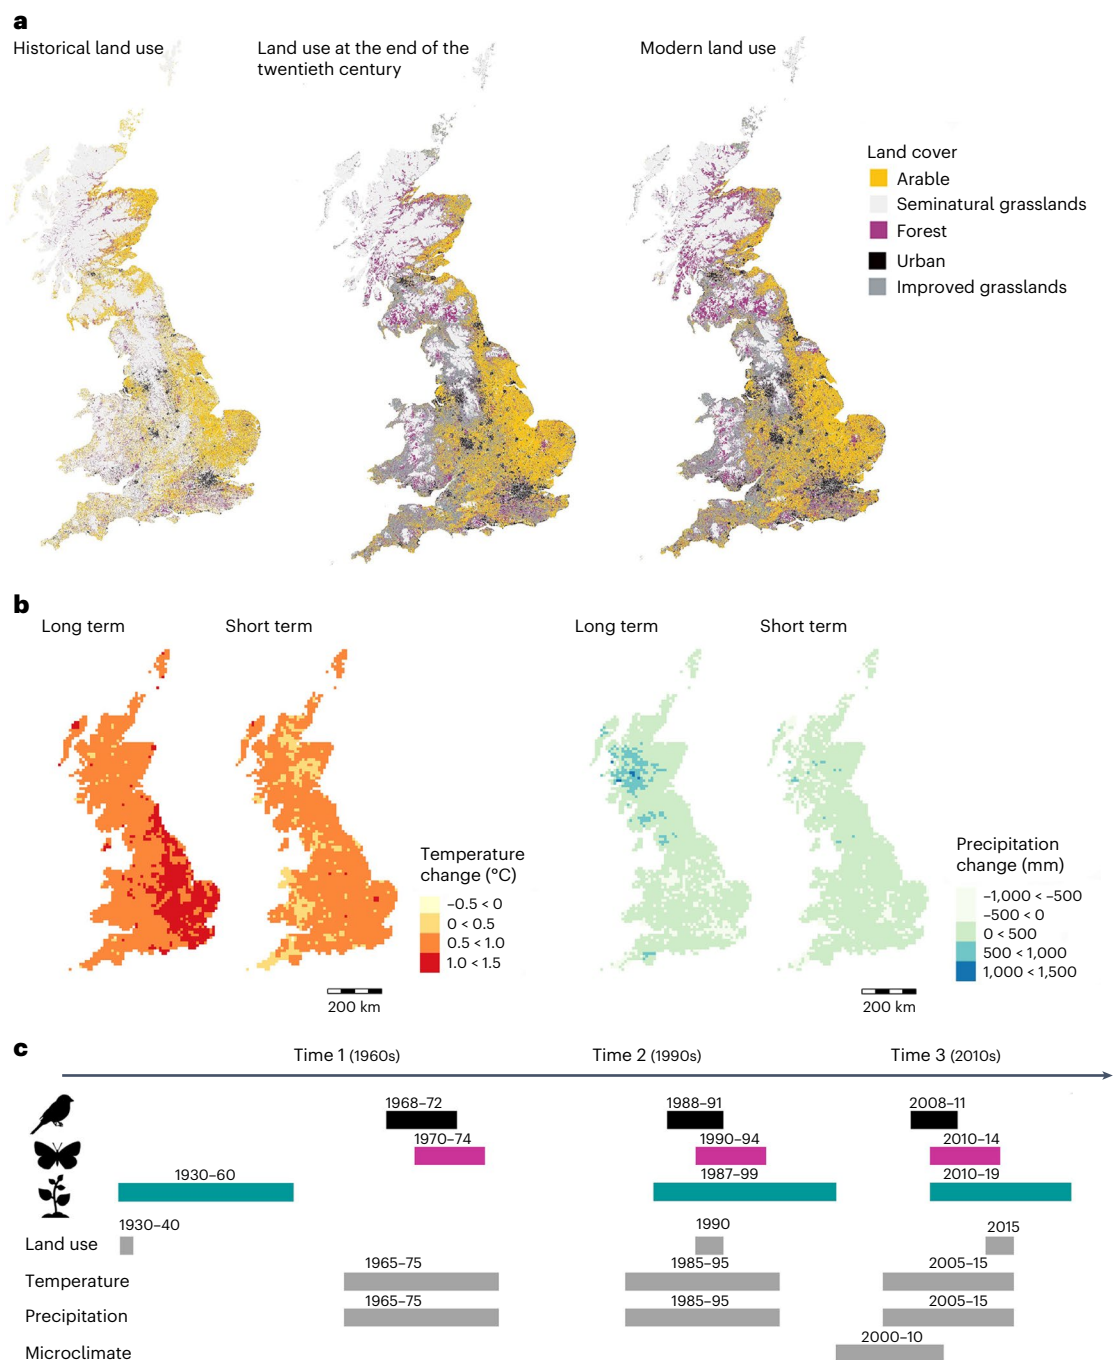 a
Historical land use
Land use at the end of the
twentieth century
Modern land use
Land cover
Arable
Seminatural grasslands
Forest
Urban
Improved grasslands
b
Long term
Short term
Long term
Short term
Temperature
change (°C)
–0.5 < 0
0 < 0.5
0.5 < 1.0
1.0 < 1.5
200 km
Precipitation
change (mm)
–1,000 < –500
–500 < 0
0 < 500
500 < 1,000
1,000 < 1,500
200 km
c
Time 1 (1960s)
Time 2 (1990s)
Time 3 (2010s)
1968–72
1988–91
2008–11
1970–74
1990–94
2010–14
1930–60
1987–99
2010–19
Land use
1930–40
1990
2015
Temperature
1965–75
1985–95
2005–15
Precipitation
1965–75
1985–95
2005–15
Microclimate
2000–10